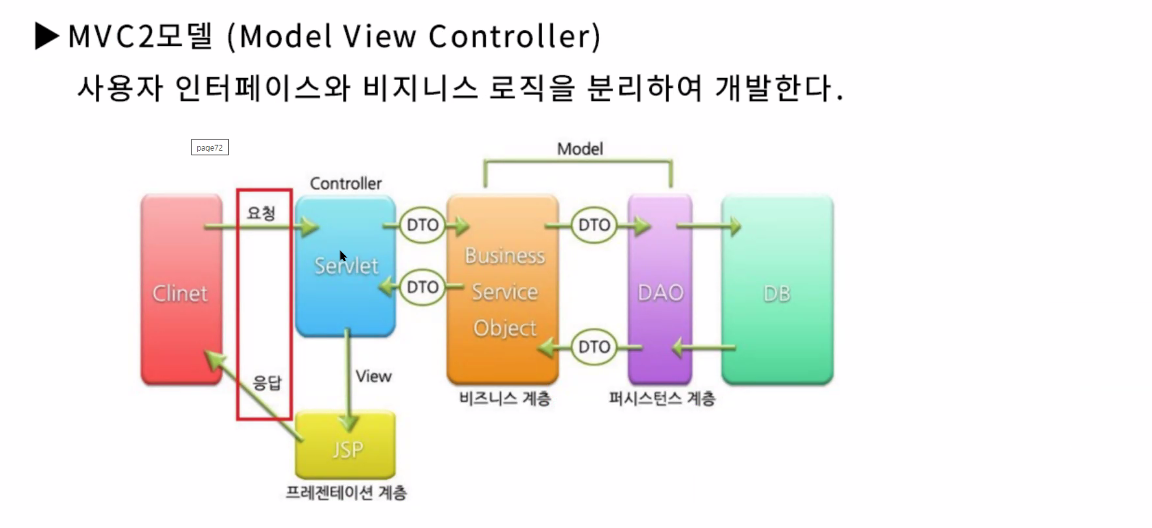 ▶MVC2모델 (Model View Controller)
사용자 인터페이스와 비지니스 로직을 분리하여 개발한다.
page72
Model
Controller
요청
DTO
DTO
Servlet
Business
Service
Object
DTO
Clinet
DAO
DB
DTO
응답
View
비즈니스 계층
퍼시스턴스 계층
JSP
프레젠테이션 계층